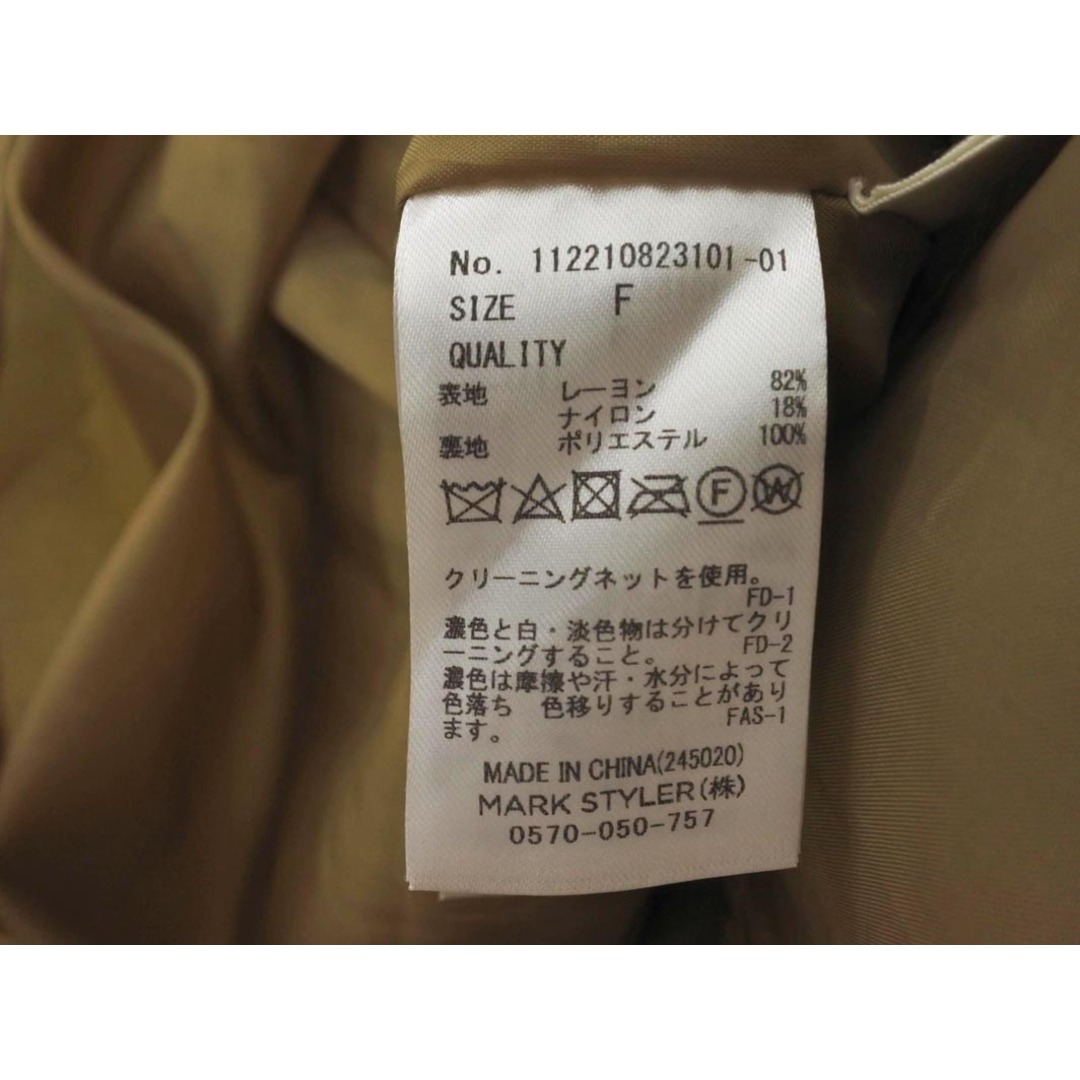 No. 112210823101-01
SIZE F
QUALITY
表地 レーヨン 82%
ナイロン 18%
裏地 ポリエステル 100%
F W
クリーニングネットを使用。
FD-1
濃色と白・淡色物は分けてクリ
ーニングすること。 FD-2
濃色は摩擦や汗・水分によって
色落ち 色移りすることがあり
ます。 FAS-1
MADE IN CHINA(245020)
MARK STYLER(株)
0570-050-757